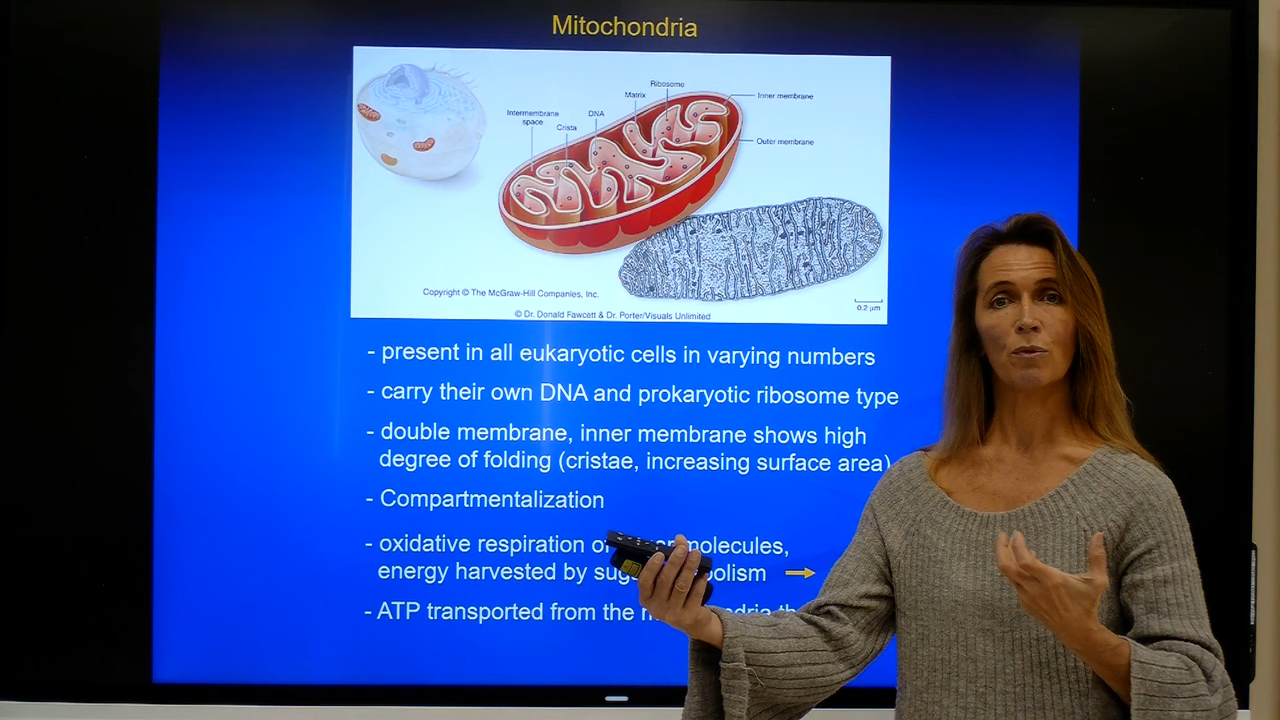 Mitochondria
Ribosome
Matrix
Inner membrane
Intermembrane
space
DNA
Crista
Outer membrane
Copyright © The McGraw-Hill Companies, Inc.
0.2 µm
© Dr. Donald Fawcett & Dr. Porter/Visuals Unlimited
- present in all eukaryotic cells in varying numbers
- carry their own DNA and prokaryotic ribosome type
- double membrane, inner membrane shows high
degree of folding (cristae, increasing surface area)
- Compartmentalization
- oxidative respiration of molecules,
energy harvested by →
- ATP transported from the